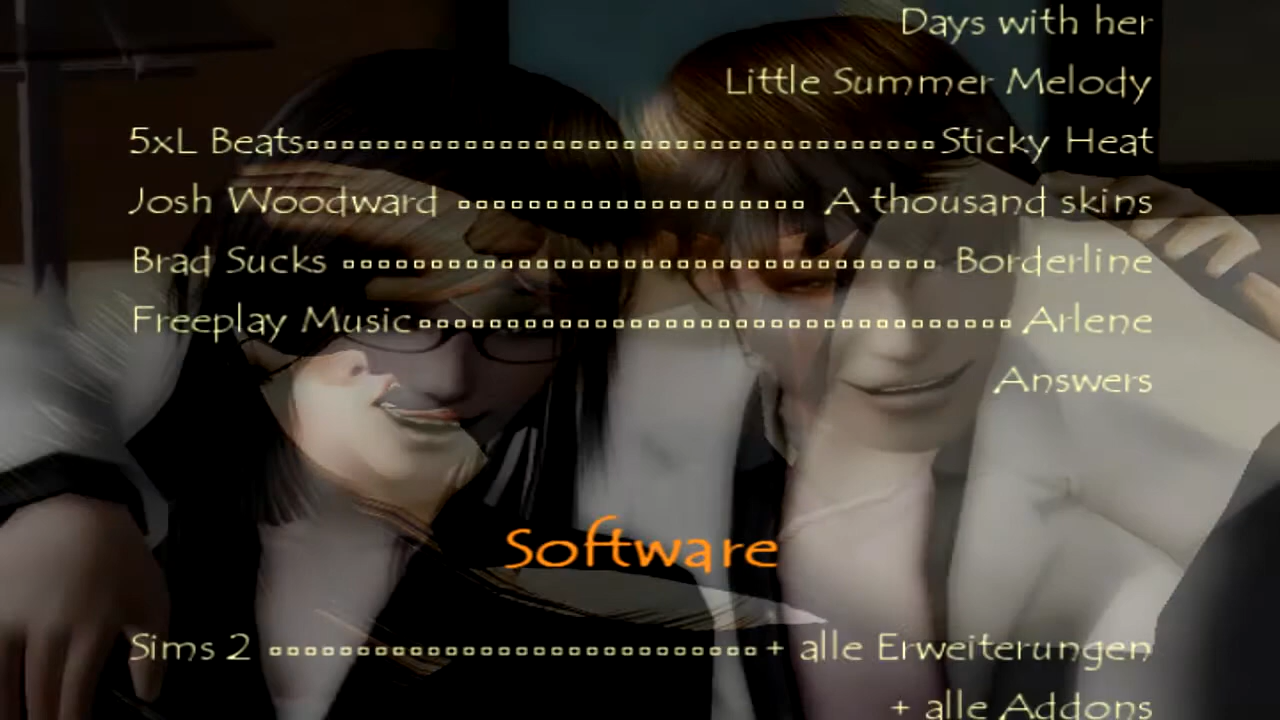 Days with her
Little Summer Melody
5xL Beats▫▫▫▫▫▫▫▫▫▫▫▫▫▫▫▫▫▫▫▫▫▫▫▫▫▫▫▫▫▫▫▫▫▫▫▫▫▫▫▫▫▫▫Sticky Heat
Josh Woodward ▫▫▫▫▫▫▫▫▫▫▫▫▫▫▫▫▫▫▫▫▫▫▫▫ A thousand skins
Brad Sucks ▫▫▫▫▫▫▫▫▫▫▫▫▫▫▫▫▫▫▫▫▫▫▫▫▫▫▫▫▫▫▫▫▫▫▫▫▫▫▫▫▫ Borderline
Freeplay Music▫▫▫▫▫▫▫▫▫▫▫▫▫▫▫▫▫▫▫▫▫▫▫▫▫▫▫▫▫▫▫▫▫▫▫▫▫▫▫▫▫ Arlene
Answers
Software
Sims 2 ▫▫▫▫▫▫▫▫▫▫▫▫▫▫▫▫▫▫▫▫▫▫▫▫▫▫▫▫▫▫▫▫▫▫+ alle Erweiterungen
+ alle Addons